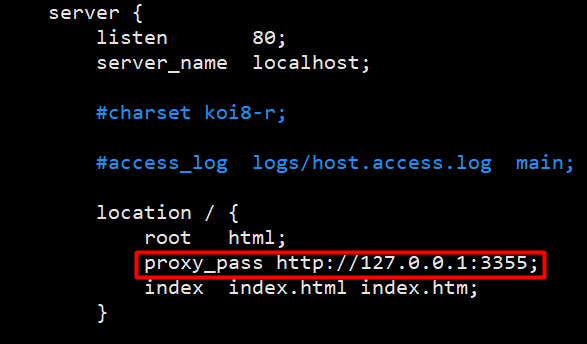 server {
listen 80;
server_name localhost;
#charset koi8-r;
#access_log logs/host.access.log main;
location / {
root html;
proxy_pass http://127.0.0.1:3355;
index index.html index.htm;
}